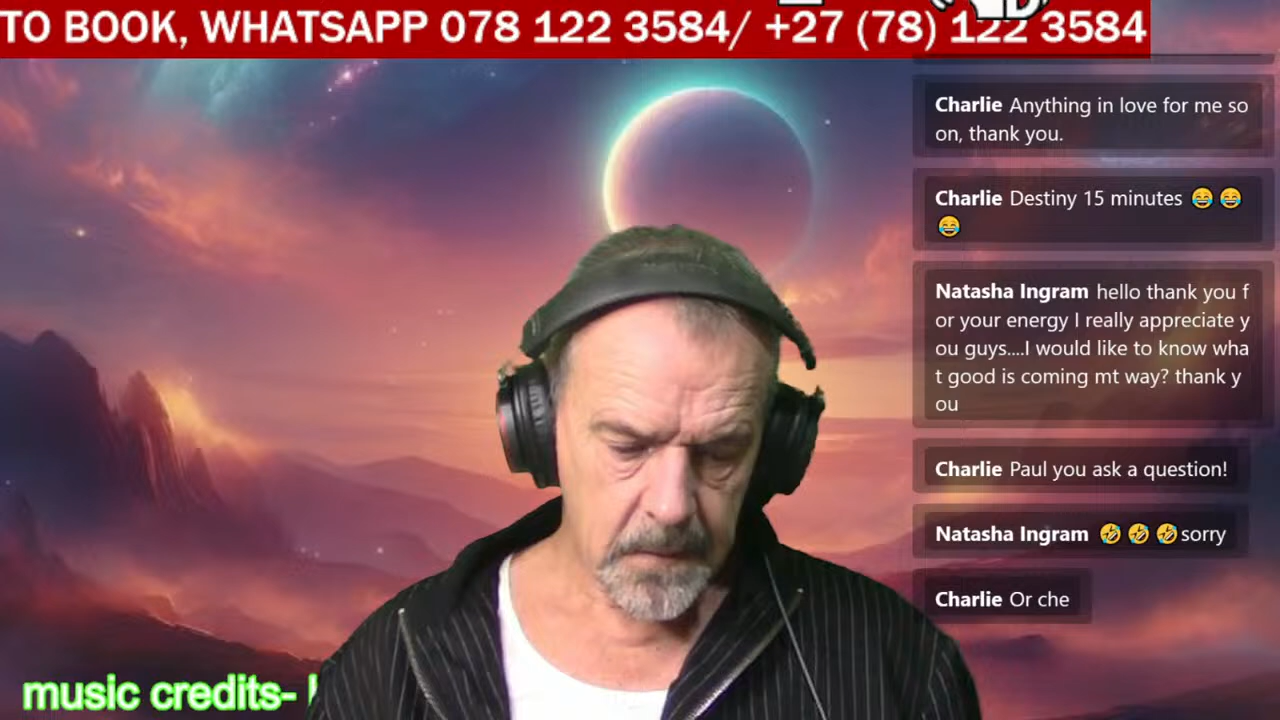 TO BOOK, WHATSAPP 078 122 3584/ +27 (78) 122 3584
Charlie Anything in love for me so
on, thank you.
Charlie Destiny 15 minutes 😂 😂
😂
Natasha Ingram hello thank you f
or your energy I really appreciate y
ou guys....I would like to know wha
t good is coming mt way? thank y
ou
Charlie Paul you ask a question!
Natasha Ingram 🤣 🤣 🤣sorry
Charlie Or che
music credits-